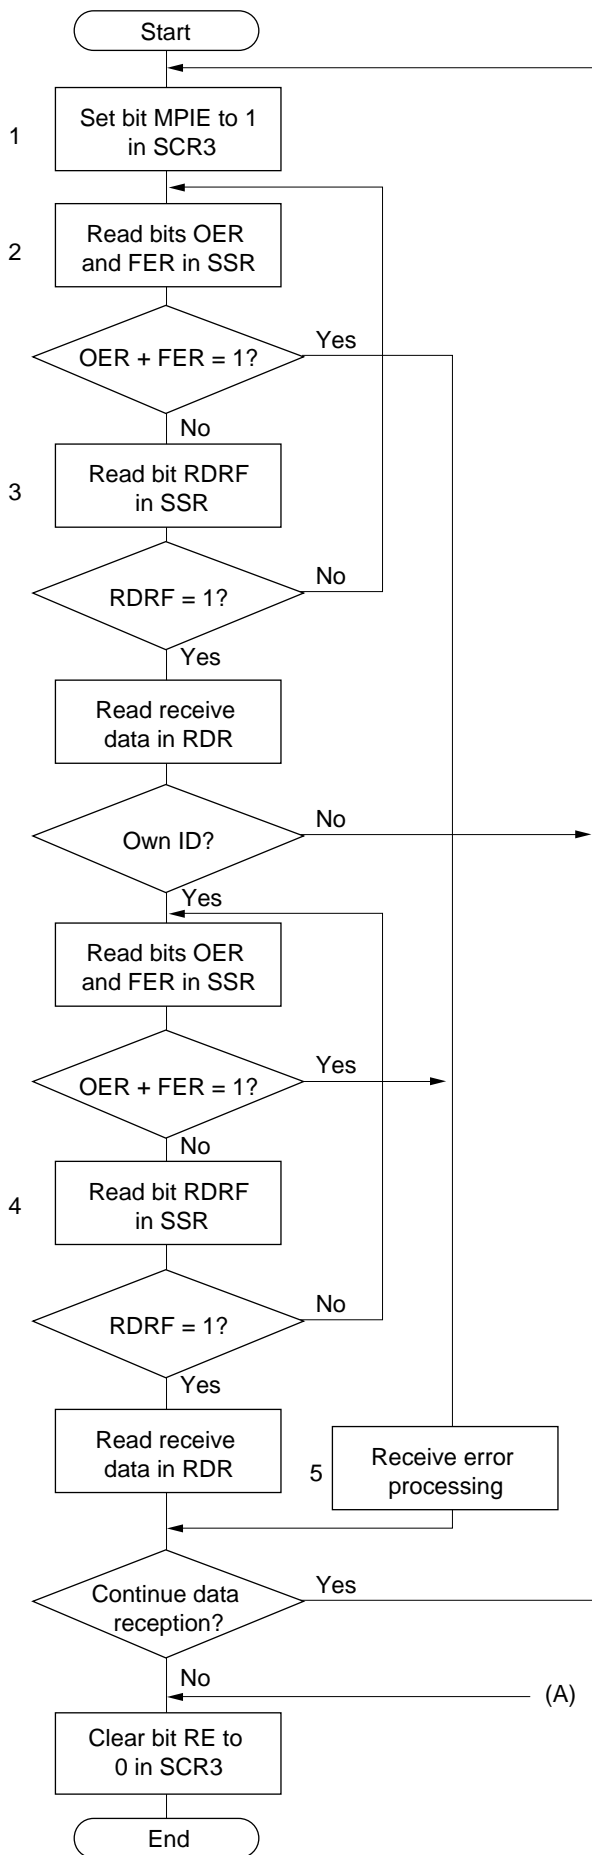 Start
1
Set bit MPIE to 1
in SCR3
2
Read bits OER
and FER in SSR
OER + FER = 1?
Yes
No
3
Read bit RDRF
in SSR
RDRF = 1?
No
Yes
Read receive
data in RDR
Own ID?
No
Yes
Read bits OER
and FER in SSR
OER + FER = 1?
Yes
No
4
Read bit RDRF
in SSR
RDRF = 1?
No
Yes
Read receive
data in RDR
5
Receive error
processing
Continue data
reception?
Yes
No
(A)
Clear bit RE to
0 in SCR3
End